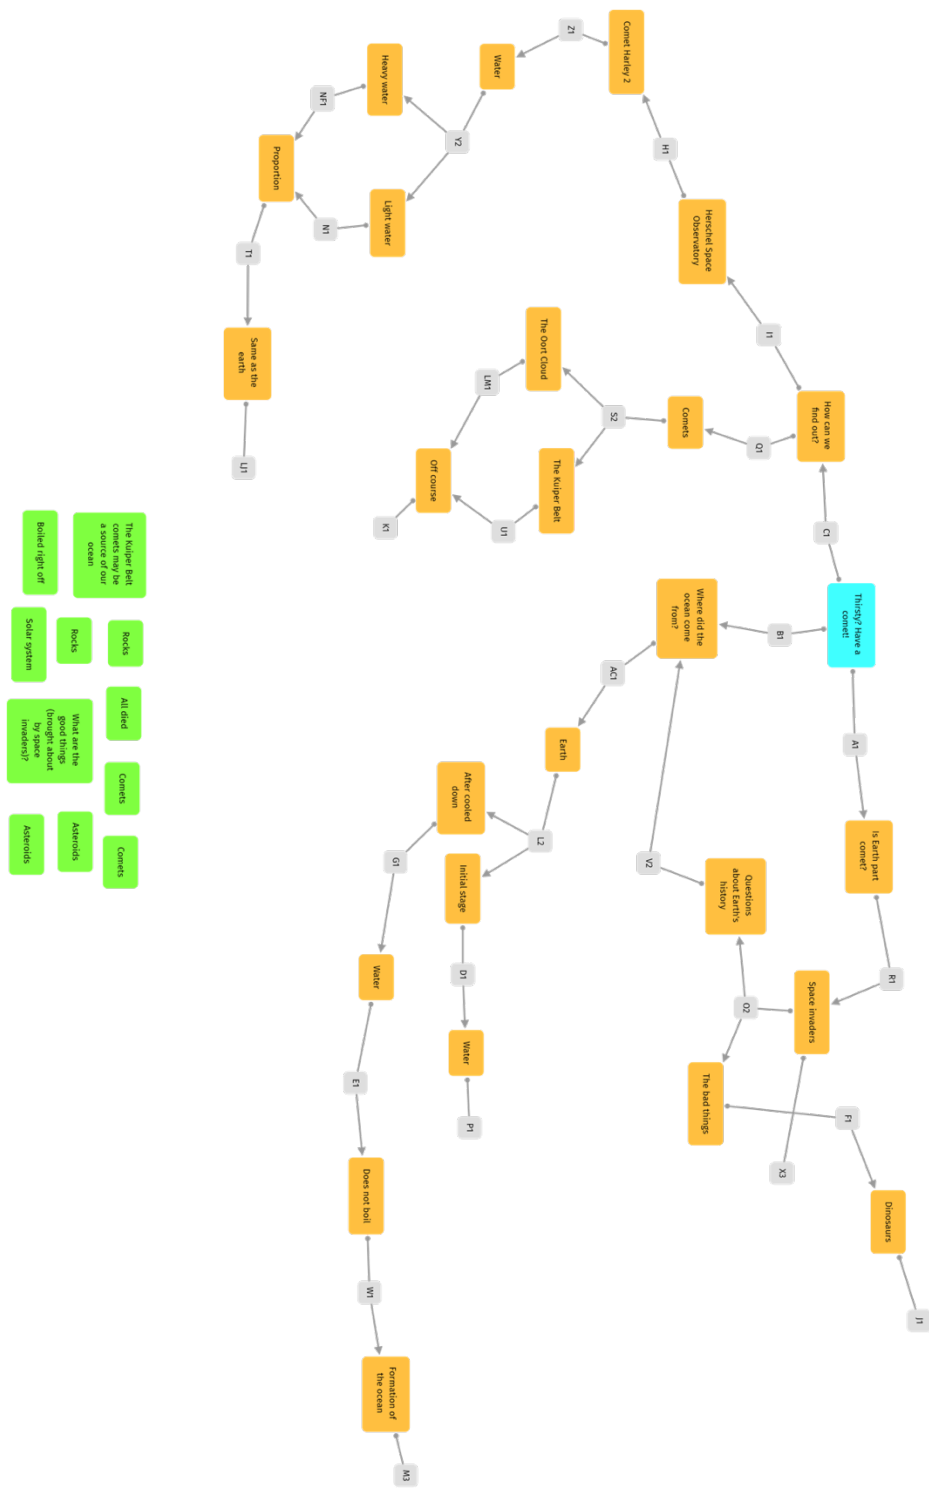 J1
R1
Dinosaurs
Is Earth part
comet?
A1
Thirsty? Have a
comet!
F1
C1
How can we
find out?
Space invaders
X3
B1
I1
Q1
O2
Questions
about Earth's
history
The bad things
Herschel Space
Observatory
Where did the
ocean come
from?
Comets
H1
V2
Comet Harley 2
S2
AC1
Z1
Earth
The Kuiper Belt
The Oort Cloud
L2
U1
Water
LM1
P1
Water
Initial stage
D1
After cooled
down
Y2
Off course
M3
G1
Light water
K1
Formation of
the ocean
Heavy water
Water
W1
Does not boil
E1
N1
NF1
Proportion
T1
Same as the
earth
LJ1
The Kuiper Belt
comets may be
a source of our
ocean
Rocks
All died
Comets
Comets
Rocks
Asteroids
Boiled right off
Solar system
What are the
good things
(brought about
by space
invaders)?
Asteroids